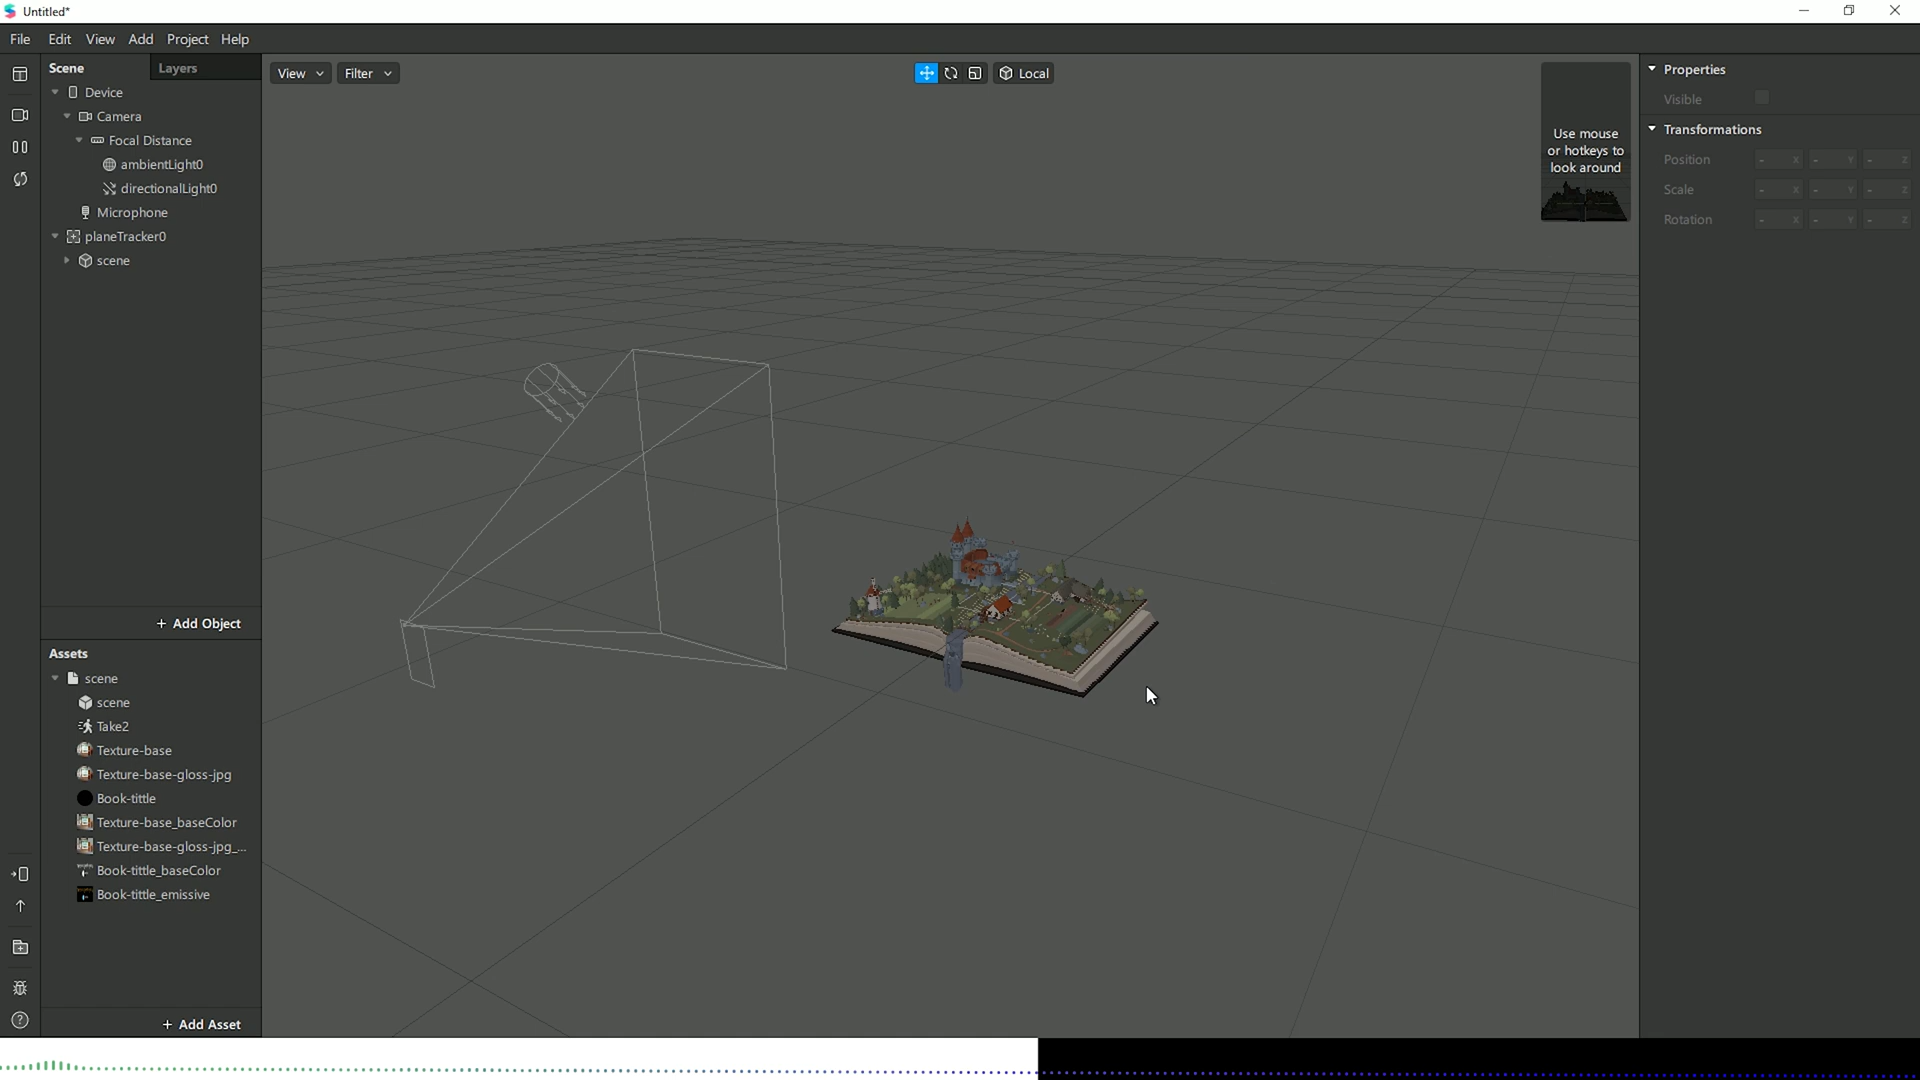 Untitled*
File Edit View Add Project Help
Scene Layers
Device
Camera
Focal Distance
ambientLight0
directionalLight0
Microphone
planeTracker0
scene
+ Add Object
Assets
scene
scene
Take2
Texture-base
Texture-base-gloss-jpg
Book-tittle
Texture-base_baseColor
Texture-base-gloss-jpg_...
Book-tittle_baseColor
Book-tittle_emissive
+ Add Asset
View Filter
Local
Use mouse
or hotkeys to
look around
Properties
Visible
Transformations
Position - X - Y - Z
Scale - X - Y - Z
Rotation - X - Y - Z